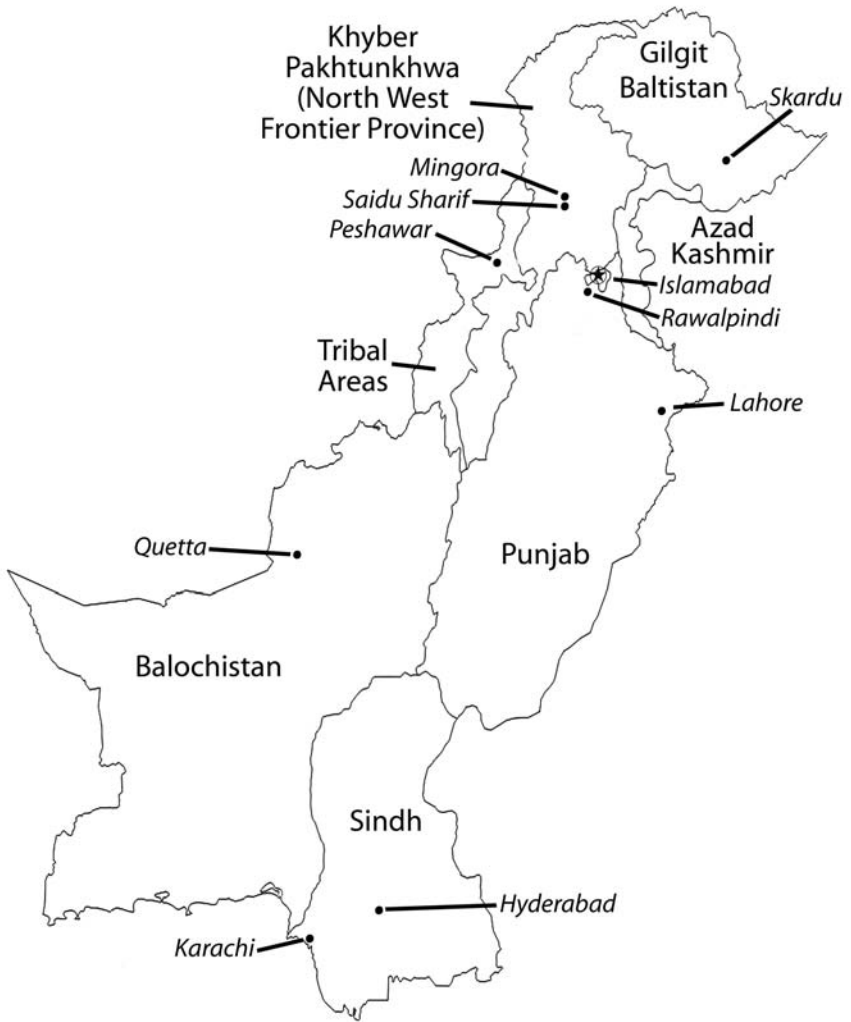 Khyber
Pakhtunkhwa
(North West
Frontier Province)
Gilgit
Baltistan
Skardu
Mingora
Saidu Sharif
Peshawar
Azad
Kashmir
Islamabad
Rawalpindi
Tribal
Areas
Lahore
Quetta
Punjab
Balochistan
Sindh
Hyderabad
Karachi